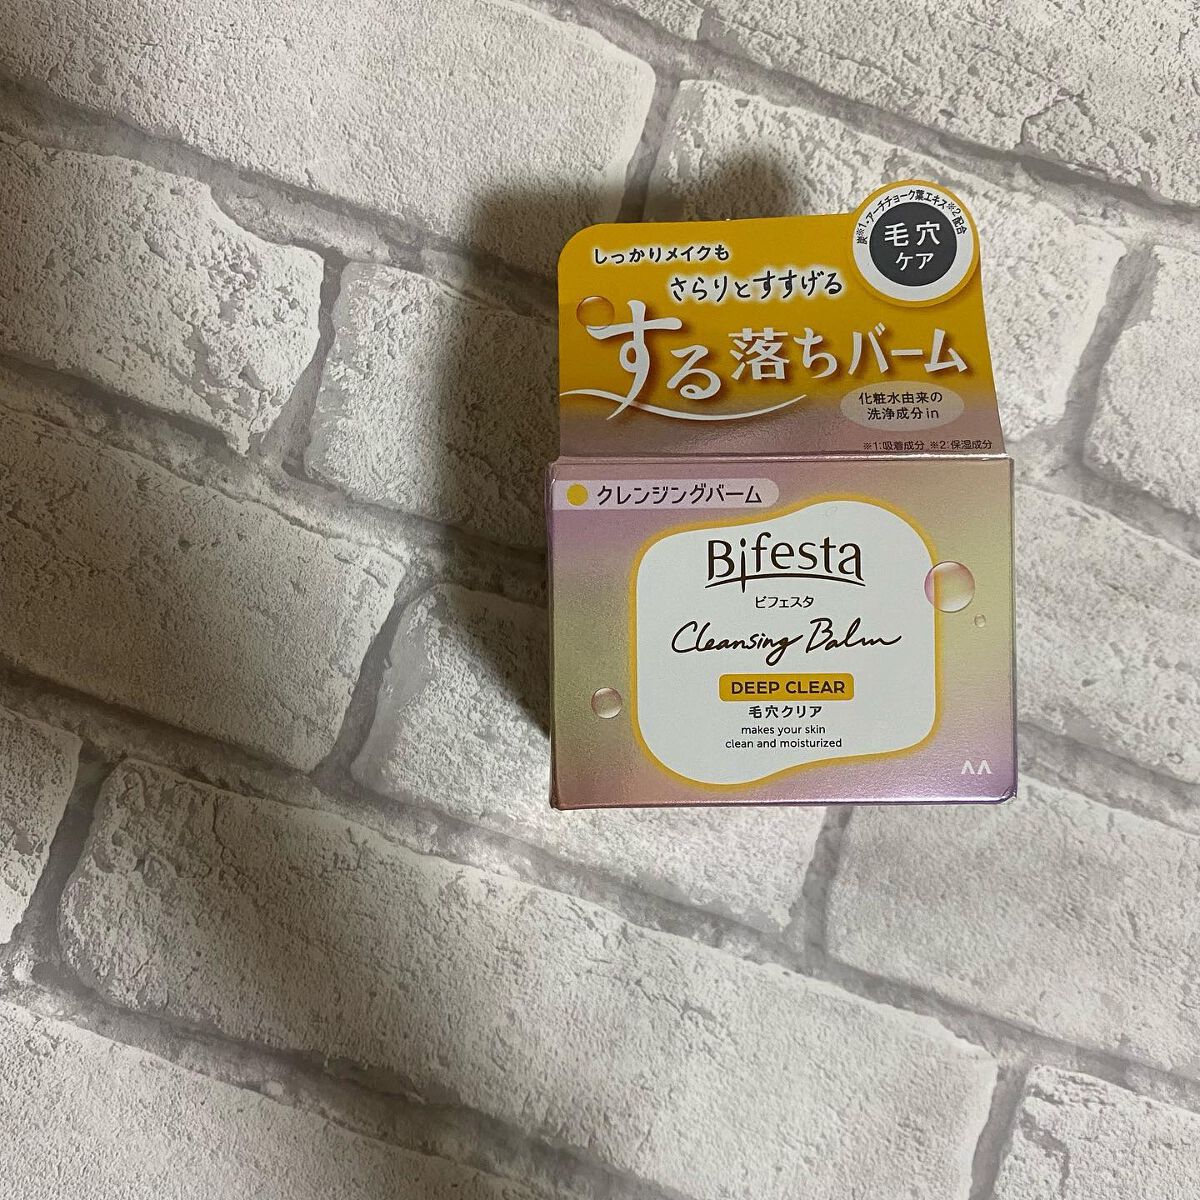 炭※1・アーチチョーク葉エキス※2配合
毛穴
ケア
しっかりメイクも
さらりとすすげる
する落ちバーム
化粧水由来の
洗浄成分in
※1:吸着成分 ※2:保湿成分
クレンジングバーム
Bifesta
ビフェスタ
Cleansing Balm
DEEP CLEAR
毛穴クリア
makes your skin
clean and moisturized